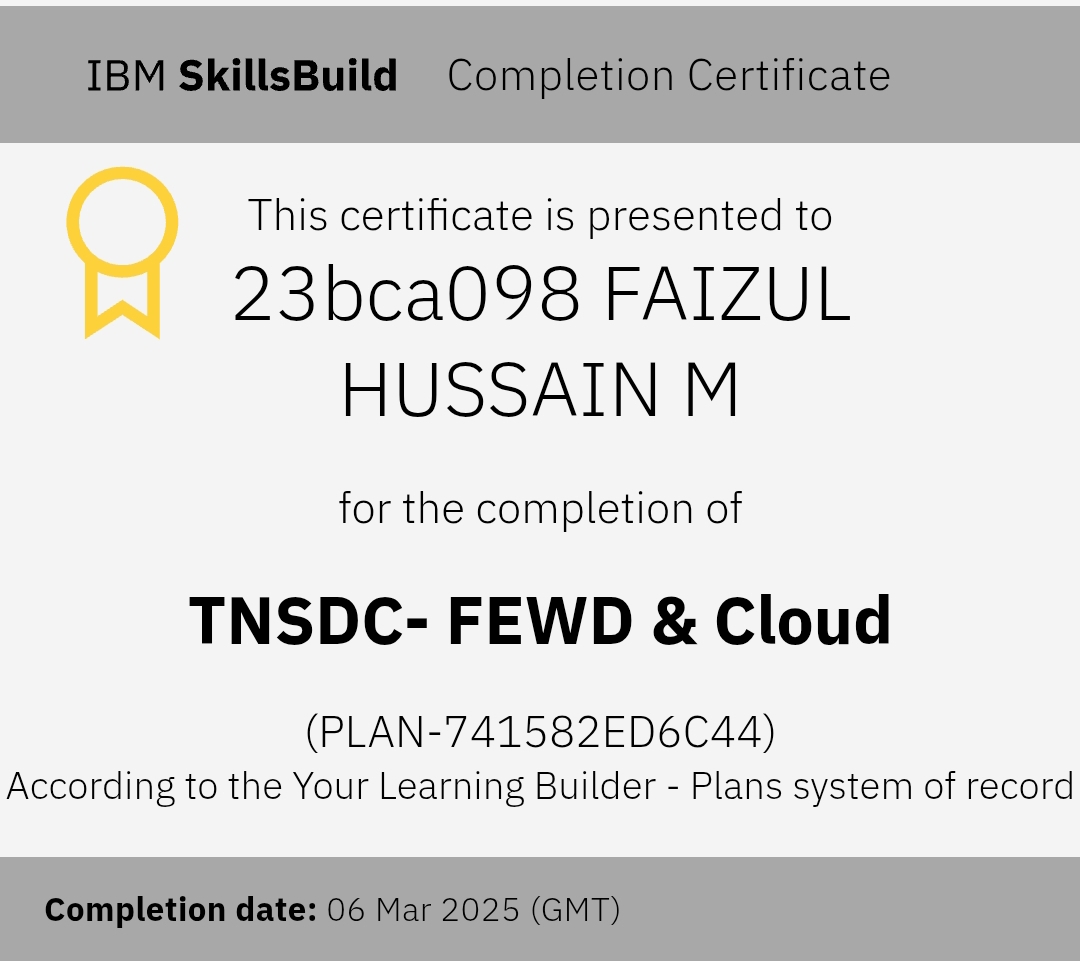 IBM SkillsBuild Completion Certificate
This certificate is presented to
23bca098 FAIZUL
HUSSAIN M
for the completion of
TNSDC- FEWD & Cloud
(PLAN-741582ED6C44)
According to the Your Learning Builder - Plans system of record
Completion date: 06 Mar 2025 (GMT)